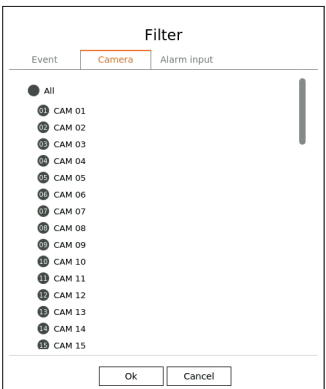 Filter
Event Camera Alarm input
All
01 CAM 01
02 CAM 02
03 CAM 03
04 CAM 04
05 CAM 05
06 CAM 06
07 CAM 07
08 CAM 08
09 CAM 09
10 CAM 10
11 CAM 11
12 CAM 12
13 CAM 13
14 CAM 14
15 CAM 15
Ok Cancel